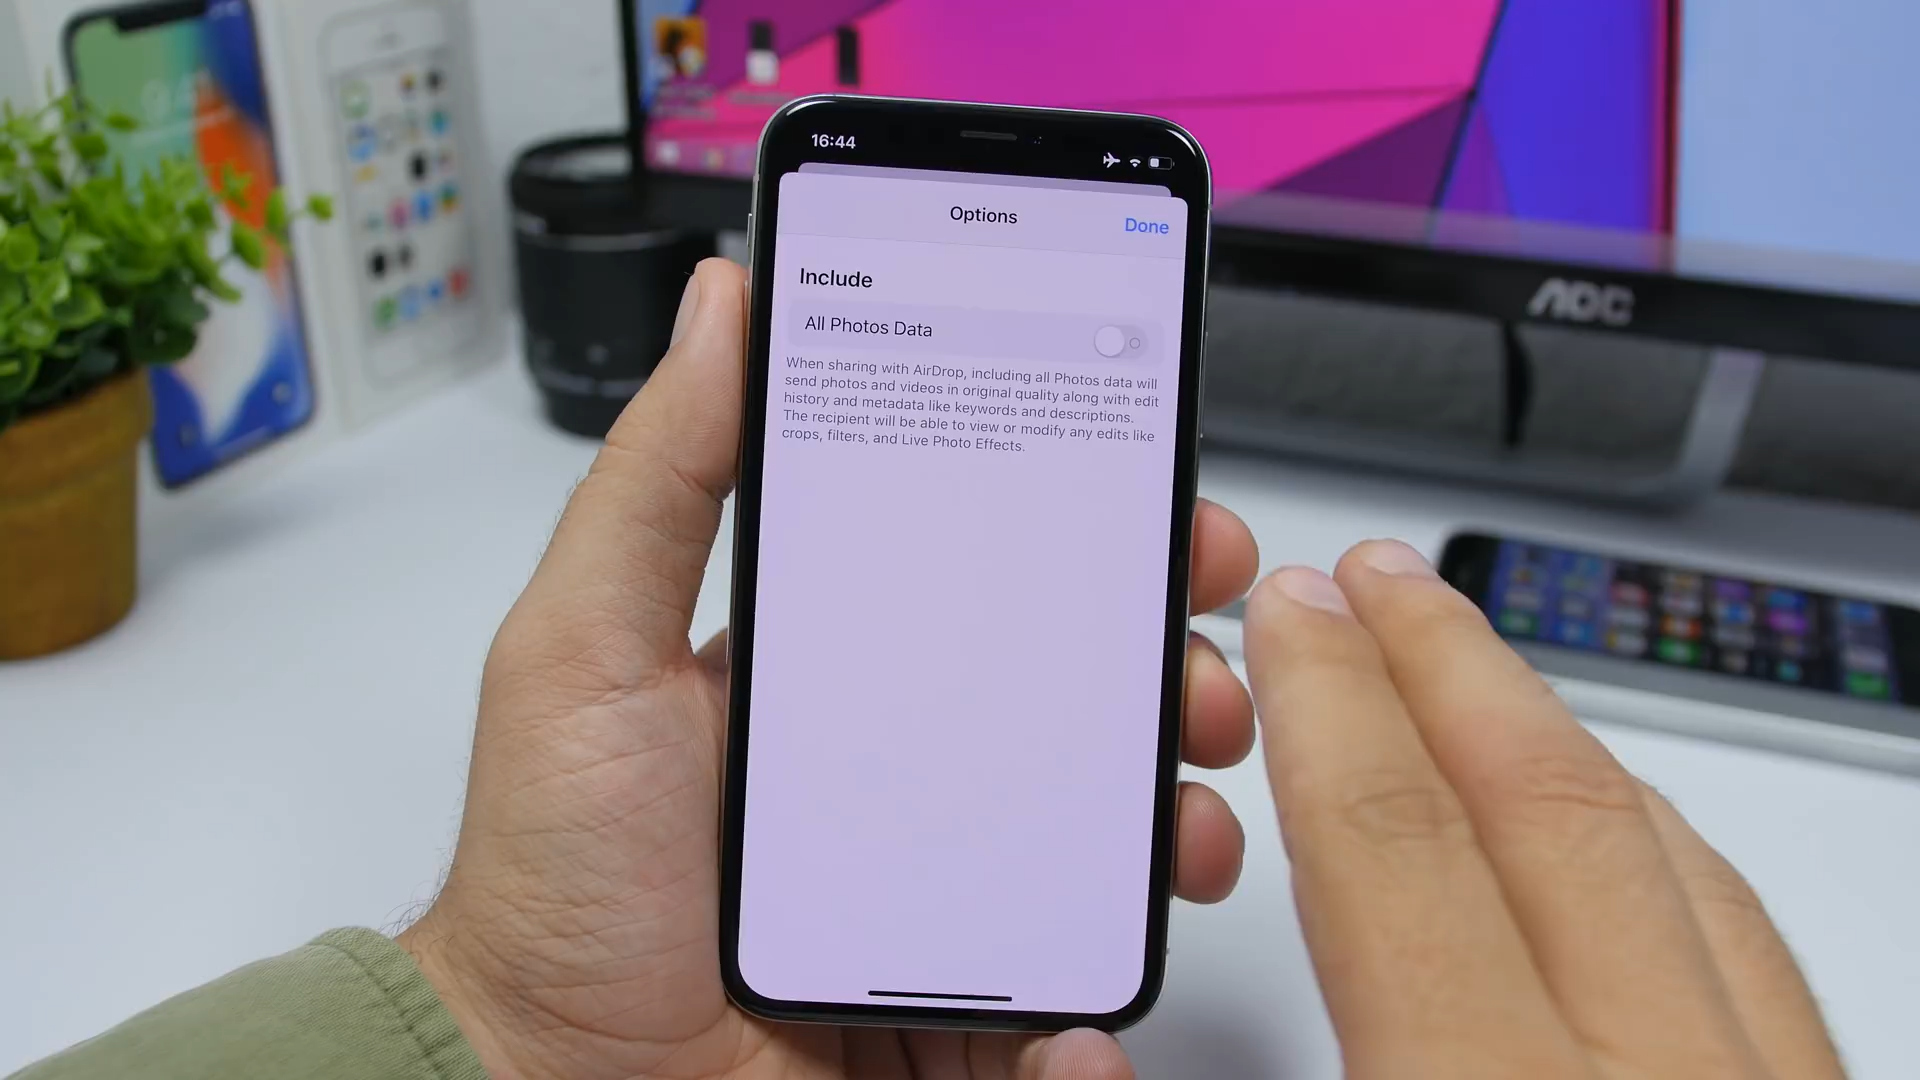 16:44
Options
Done
Include
All Photos Data
When sharing with AirDrop, including all Photos data will
send photos and videos in original quality along with edit
history and metadata like keywords and descriptions.
The recipient will be able to view or modify any edits like
crops, filters, and Live Photo Effects.
AOC